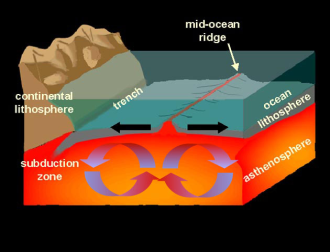 mid-ocean
ridge
continental
lithosphere
trench
ocean
lithosphere
subduction
zone
asthenosphere